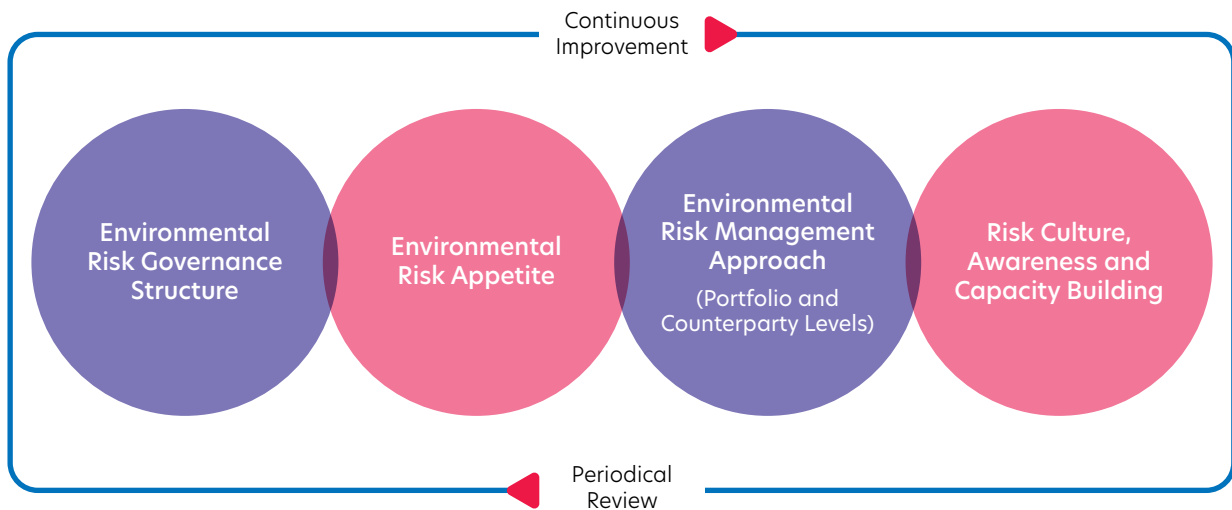 Continuous
Improvement
Environmental
Risk Governance
Structure
Environmental
Risk Appetite
Environmental
Risk Management
Approach
(Portfolio and
Counterparty Levels)
Risk Culture,
Awareness and
Capacity Building
Periodical
Review